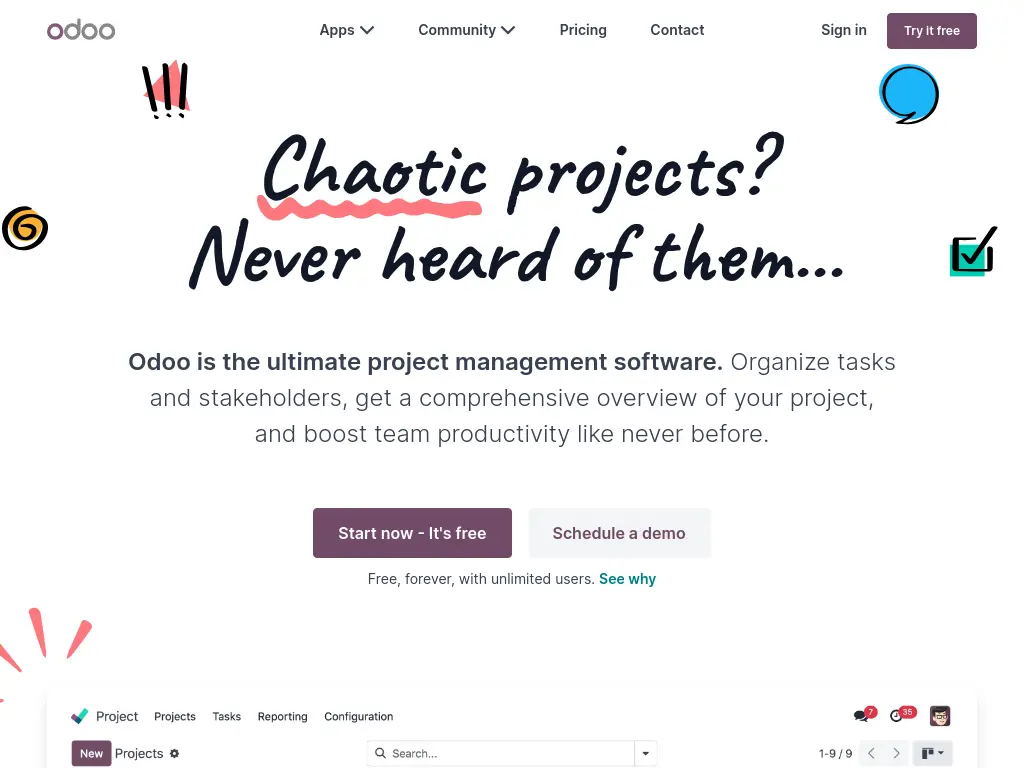 odoo
Apps
Community
Pricing
Contact
Sign in
Try it free
!!!
Chaotic projects?
Never heard of them...
Odoo is the ultimate project management software. Organize tasks
and stakeholders, get a comprehensive overview of your project,
and boost team productivity like never before.
Start now - It's free
Schedule a demo
Free, forever, with unlimited users. See why
Project
Projects
Tasks
Reporting
Configuration
7
35
New
Projects
Search...
1-9 / 9